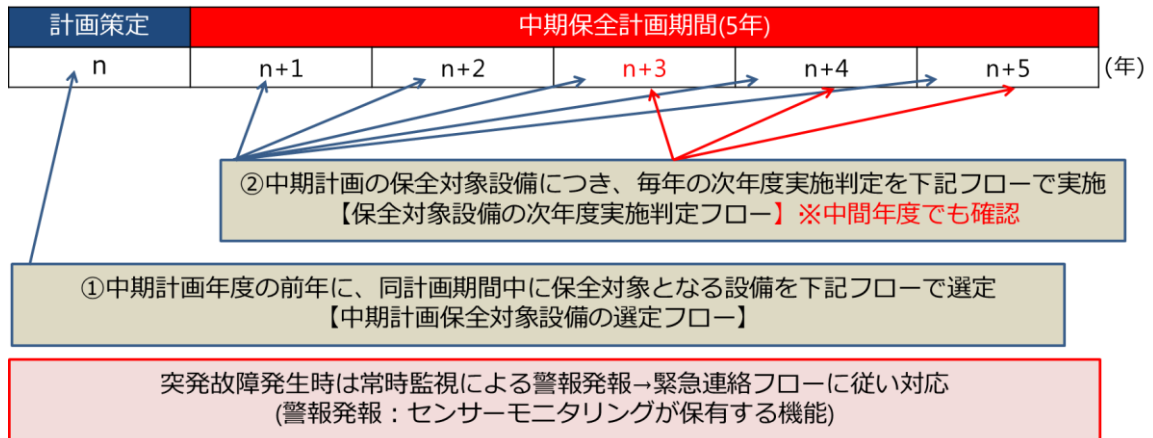 計画策定 中期保全計画期間(5年)
n n+1 n+2 n+3 n+4 n+5 (年)
②中期計画の保全対象設備につき、毎年の次年度実施判定を下記フローで実施
【保全対象設備の次年度実施判定フロー】※中間年度でも確認
①中期計画年度の前年に、同計画期間中に保全対象となる設備を下記フローで選定
【中期計画保全対象設備の選定フロー】
突発故障発生時は常時監視による警報発報→緊急連絡フローに従い対応
(警報発報：センサーモニタリングが保有する機能)